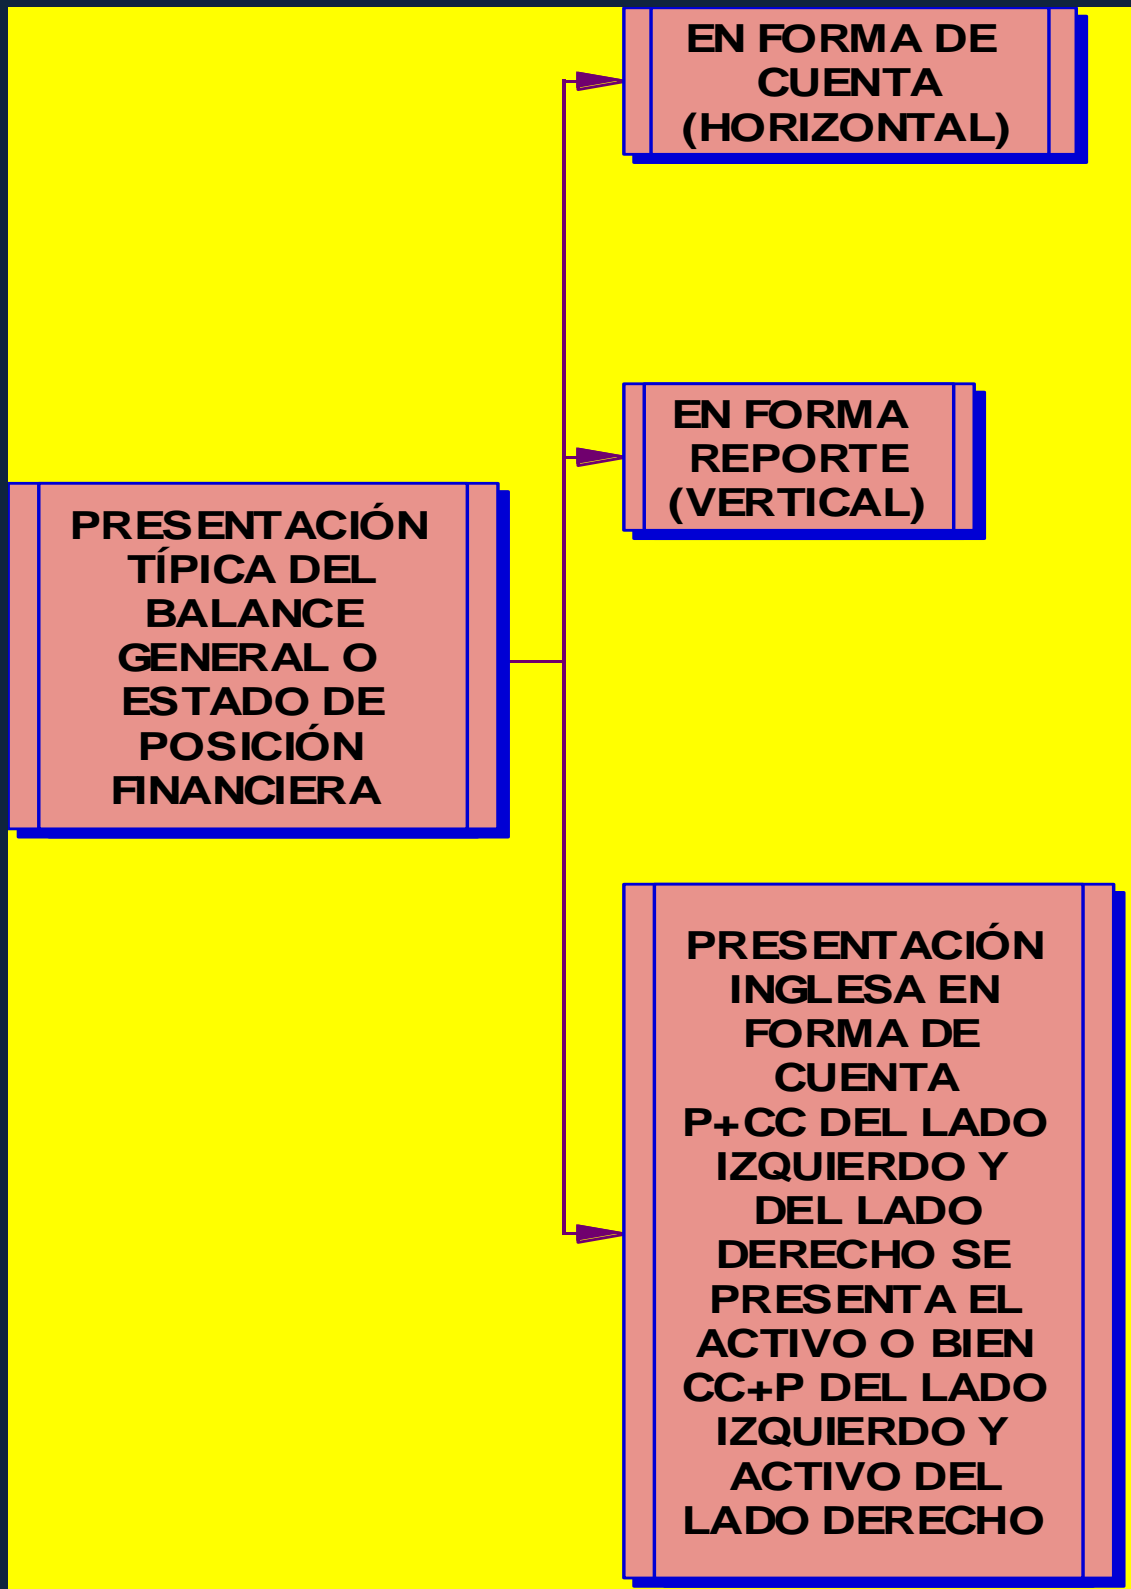 EN FORMA DE
CUENTA
(HORIZONTAL)
EN FORMA
REPORTE
(VERTICAL)
PRESENTACIÓN
TÍPICA DEL
BALANCE
GENERAL O
ESTADO DE
POSICIÓN
FINANCIERA
PRESENTACIÓN
INGLESA EN
FORMA DE
CUENTA
P+CC DEL LADO
IZQUIERDO Y
DEL LADO
DERECHO SE
PRESENTA EL
ACTIVO O BIEN
CC+P DEL LADO
IZQUIERDO Y
ACTIVO DEL
LADO DERECHO